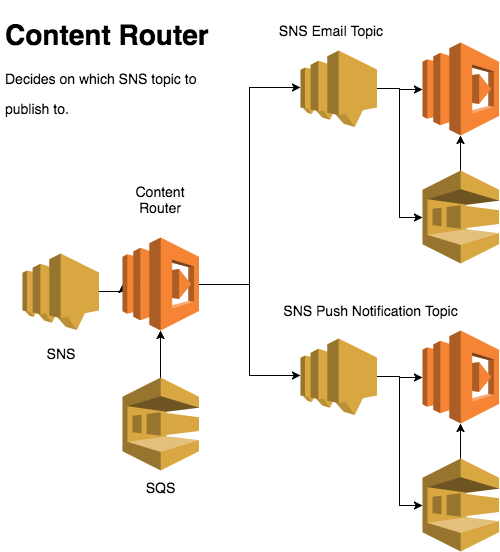 Content Router
Decides on which SNS topic to
publish to.
SNS Email Topic
Content
Router
SNS
SQS
SNS Push Notification Topic